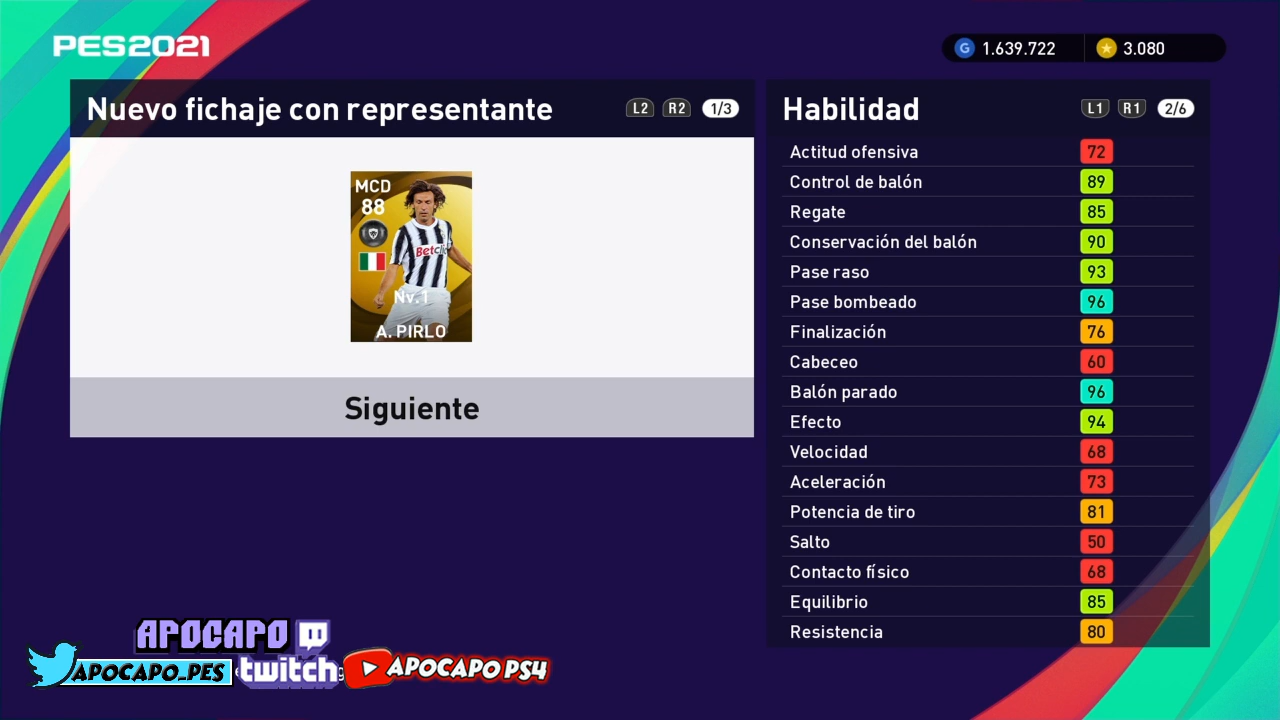 PES2021
G 1.639.722 3.080
Nuevo fichaje con representante L2 R2 1/3
MCD
88
Betclic
Nv.1
A. PIRLO
Siguiente
Habilidad L1 R1 2/6
Actitud ofensiva 72
Control de balón 89
Regate 85
Conservación del balón 90
Pase raso 93
Pase bombeado 96
Finalización 76
Cabeceo 60
Balón parado 96
Efecto 94
Velocidad 68
Aceleración 73
Potencia de tiro 81
Salto 50
Contacto físico 68
Equilibrio 85
Resistencia 80
APOCAPO
APOCAPO_PES twitch APOCAPO PS4